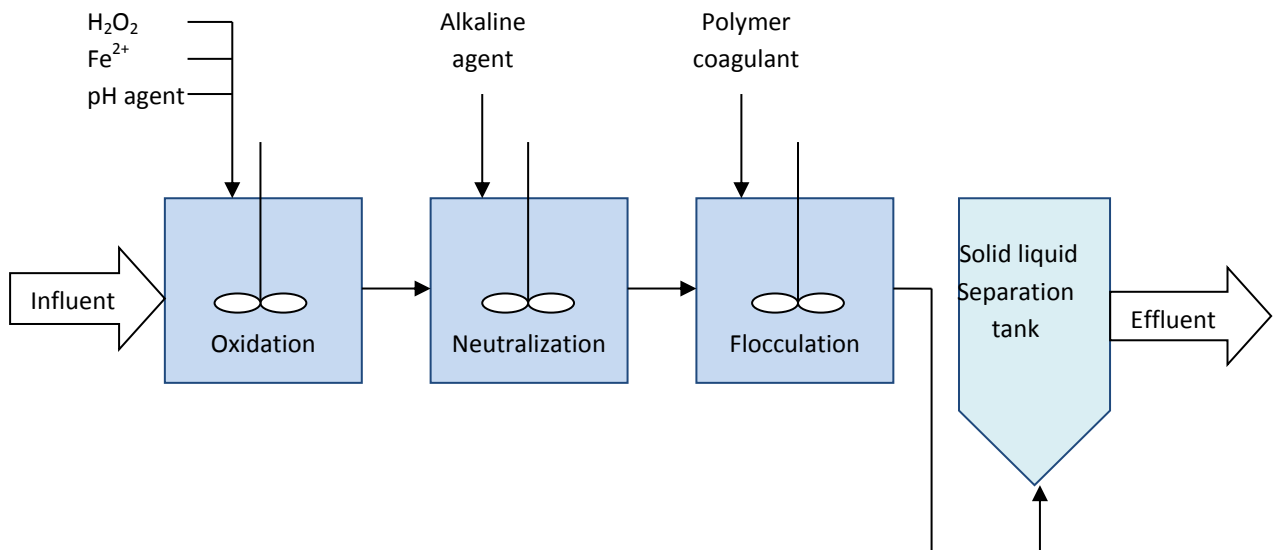 H₂O₂
Fe²⁺
pH agent
Alkaline
agent
Polymer
coagulant
Influent
Oxidation
Neutralization
Flocculation
Solid liquid
Separation
tank
Effluent